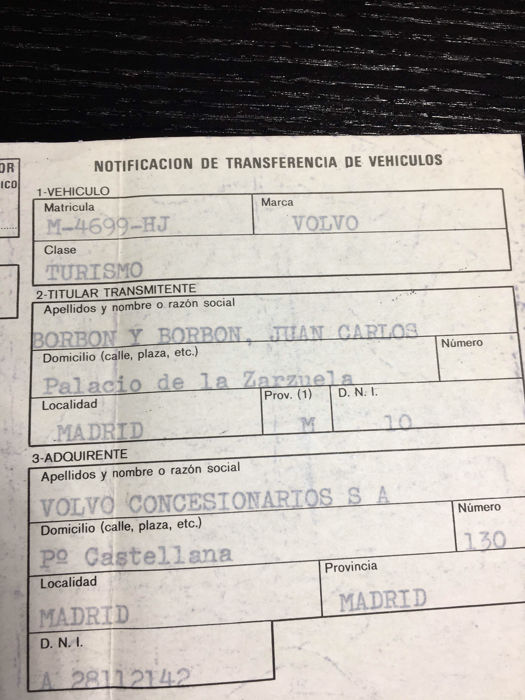 OR
ICO
NOTIFICACION DE TRANSFERENCIA DE VEHICULOS
1-VEHICULO
Matricula
Marca
M-4699-HJ
VOLVO
Clase
TURISMO
2-TITULAR TRANSMITENTE
Apellidos y nombre o razón social
BORBON Y BORBON, JUAN CARLOS
Domicilio (calle, plaza, etc.)
Número
Palacio de la Zarzuela
Localidad
Prov. (1)
D. N. I.
MADRID
M
10
3-ADQUIRENTE
Apellidos y nombre o razón social
VOLVO CONCESIONARIOS S A
Domicilio (calle, plaza, etc.)
Número
Pº Castellana
130
Localidad
Provincia
MADRID
MADRID
D. N. I.
A 28112142